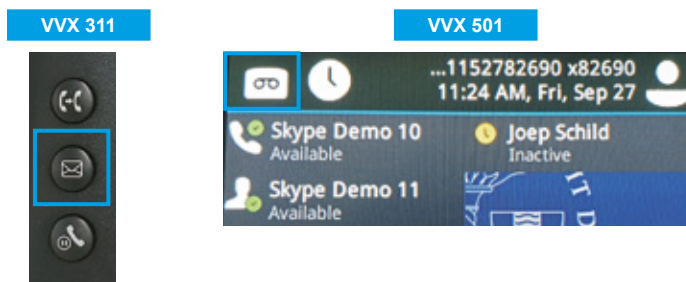 VVX 311
VVX 501
...1152782690 x82690
11:24 AM, Fri, Sep 27
Skype Demo 10
Available
Joep Schild
Inactive
Skype Demo 11
Available